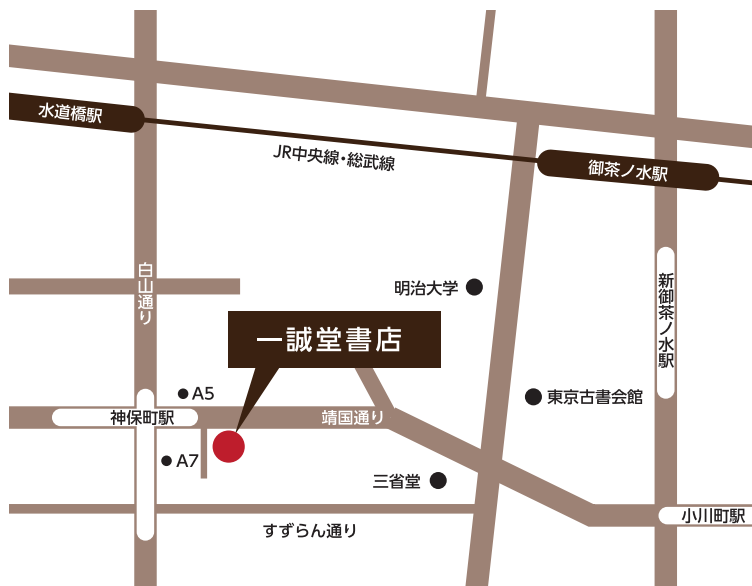 水道橋駅
JR中央線・総武線
御茶ノ水駅
白山通り
明治大学
新御茶ノ水駅
一誠堂書店
A5
東京古書会館
神保町駅
靖国通り
A7
三省堂
小川町駅
すずらん通り